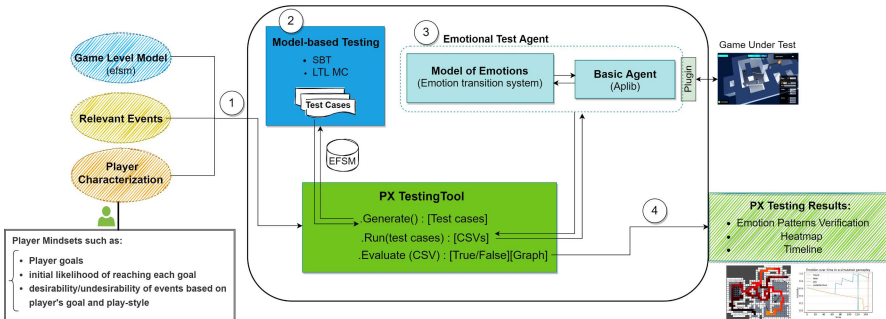 Game Level Model
(efsm)
Relevant Events
Player
Characterization
Player Mindsets such as:
• Player goals
• initial likelihood of reaching each goal
• desirability/undesirability of events based on
player's goal and play-style
1
2
Model-based Testing
• SBT
• LTL MC
Test Cases
EFSM
3
Emotional Test Agent
Model of Emotions
(Emotion transition system)
Basic Agent
(Aplib)
Plugin
Game Under Test
PX TestingTool
.Generate() : [Test cases]
.Run(test cases) : [CSVs]
.Evaluate (CSV) : [True/False][Graph]
4
PX Testing Results:
• Emotion Patterns Verification
• Heatmap
• Timeline